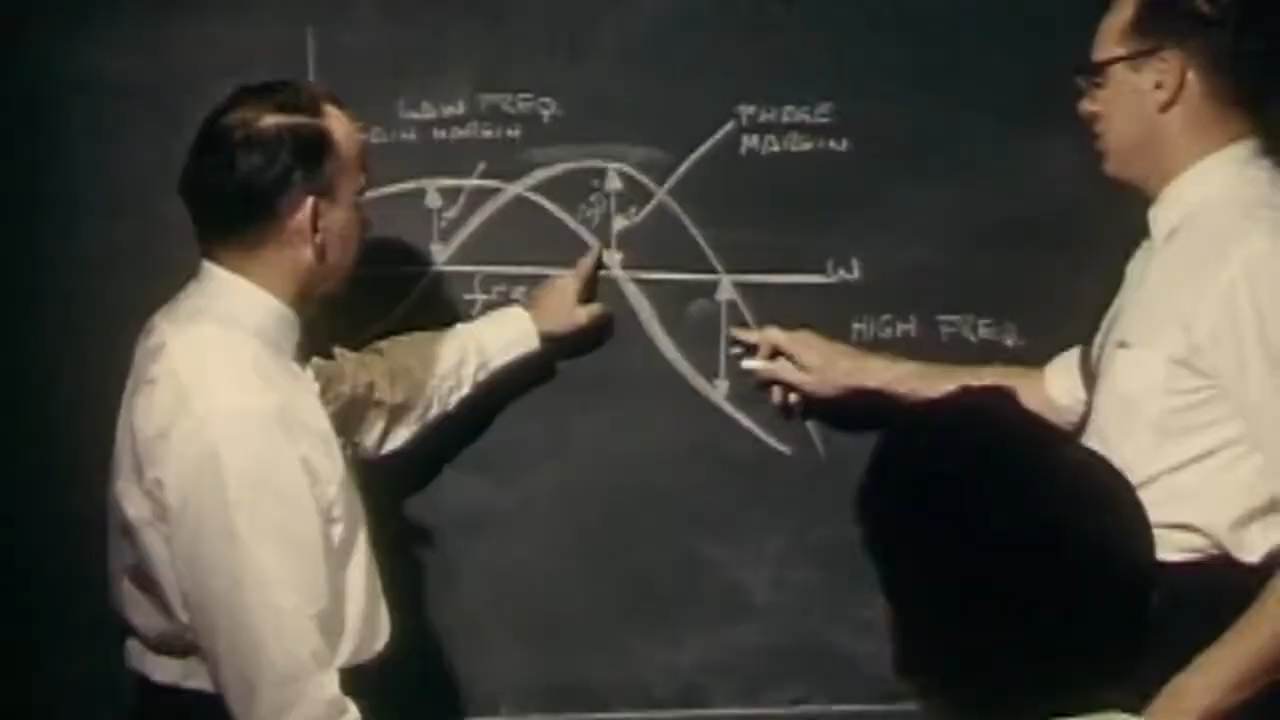 LOW FREQ.
GAIN MARGIN
PHASE
MARGIN
ω
HIGH FREQ.